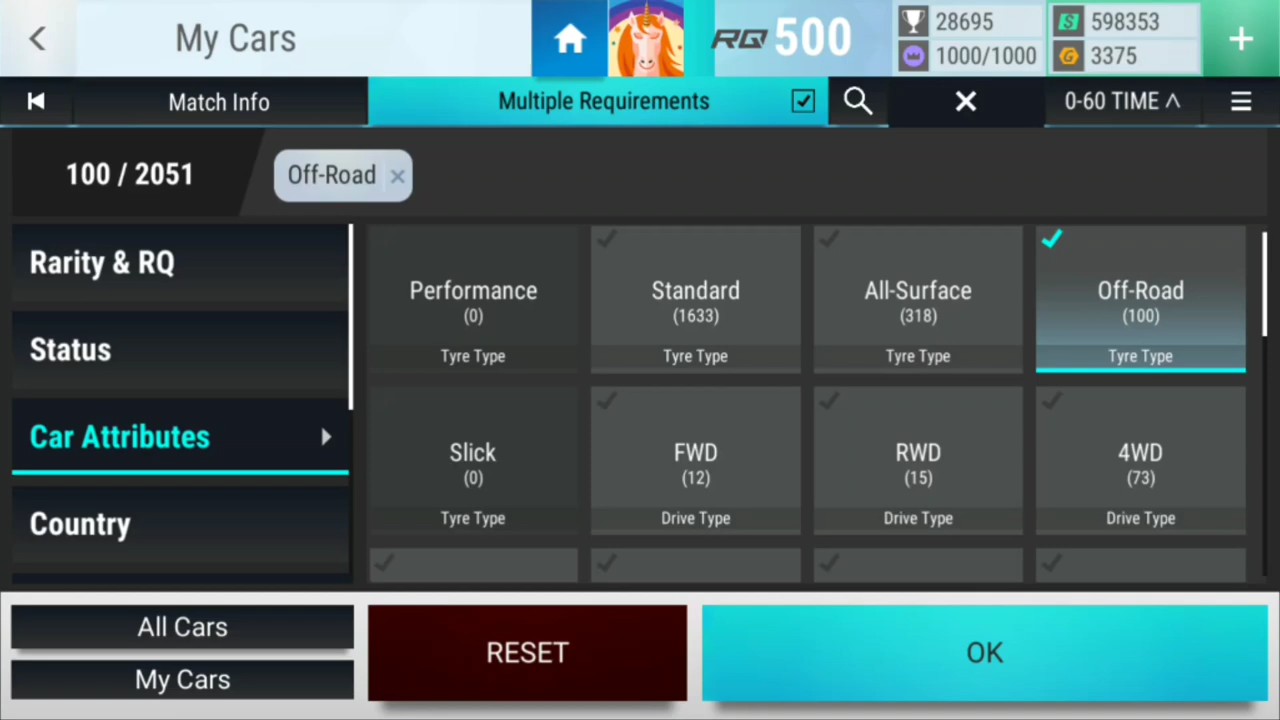 My Cars
RQ 500
28695
1000/1000
598353
3375
Match Info
Multiple Requirements
0-60 TIME
100 / 2051
Off-Road
Rarity & RQ
Status
Car Attributes
Country
Performance
(0)
Tyre Type
Standard
(1633)
Tyre Type
All-Surface
(318)
Tyre Type
Off-Road
(100)
Tyre Type
Slick
(0)
Tyre Type
FWD
(12)
Drive Type
RWD
(15)
Drive Type
4WD
(73)
Drive Type
All Cars
My Cars
RESET
OK